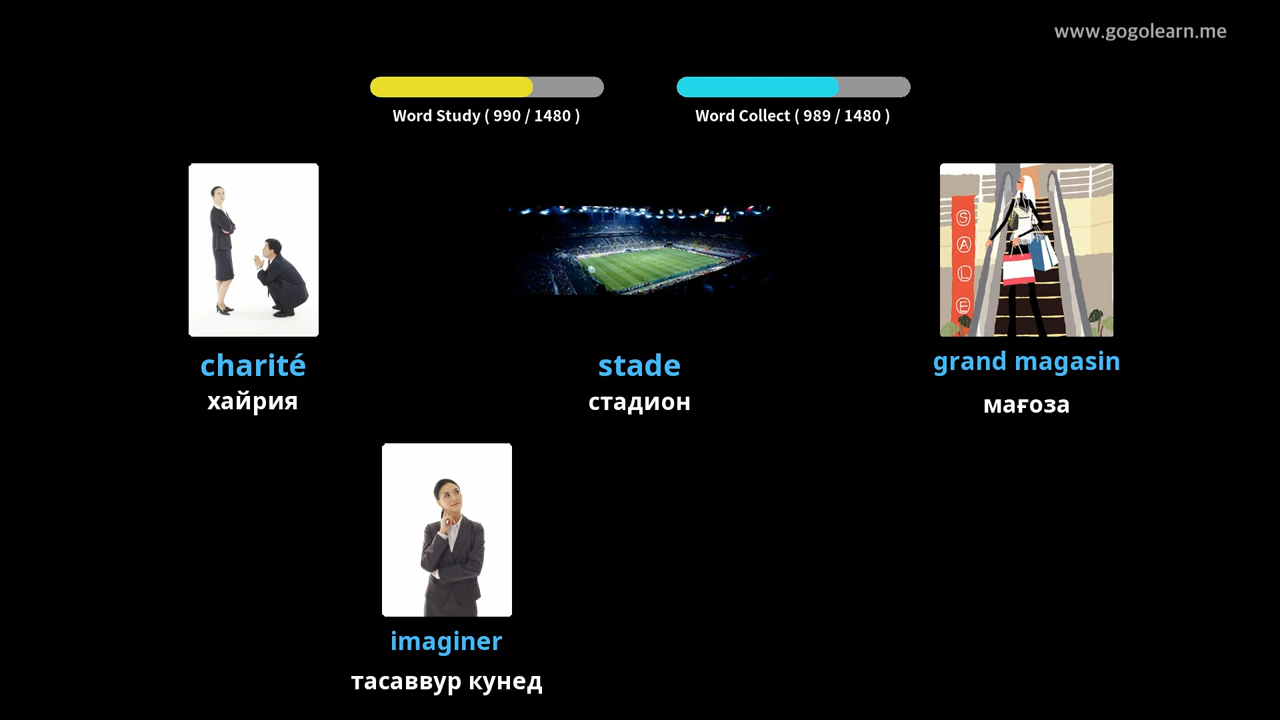 www.gogolearn.me
Word Study ( 990 / 1480 )
Word Collect ( 989 / 1480 )
SALE
charité
хайрия
stade
стадион
grand magasin
мағоза
imaginer
тасаввур кунед